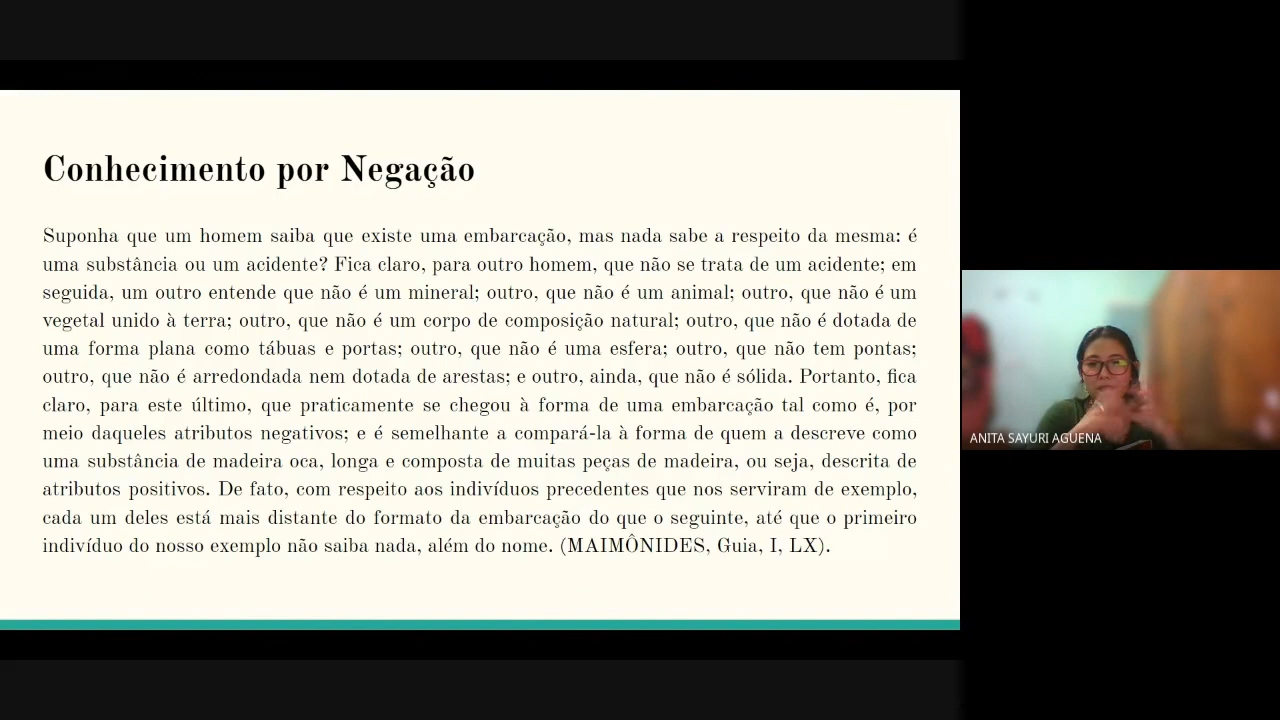 Conhecimento por Negação
Suponha que um homem saiba que existe uma embarcação, mas nada sabe a respeito da mesma: é
uma substância ou um acidente? Fica claro, para outro homem, que não se trata de um acidente; em
seguida, um outro entende que não é um mineral; outro, que não é um animal; outro, que não é um
vegetal unido à terra; outro, que não é um corpo de composição natural; outro, que não é dotada de
uma forma plana como tábuas e portas; outro, que não é uma esfera; outro, que não tem pontas;
outro, que não é arredondada nem dotada de arestas; e outro, ainda, que não é sólida. Portanto, fica
claro, para este último, que praticamente se chegou à forma de uma embarcação tal como é, por
meio daqueles atributos negativos; e é semelhante a compará-la à forma de quem a descreve como
uma substância de madeira oca, longa e composta de muitas peças de madeira, ou seja, descrita de
atributos positivos. De fato, com respeito aos indivíduos precedentes que nos serviram de exemplo,
cada um deles está mais distante do formato da embarcação do que o seguinte, até que o primeiro
indivíduo do nosso exemplo não saiba nada, além do nome. (MAIMÔNIDES, Guia, I, LX).
ANITA SAYURI AGUENA